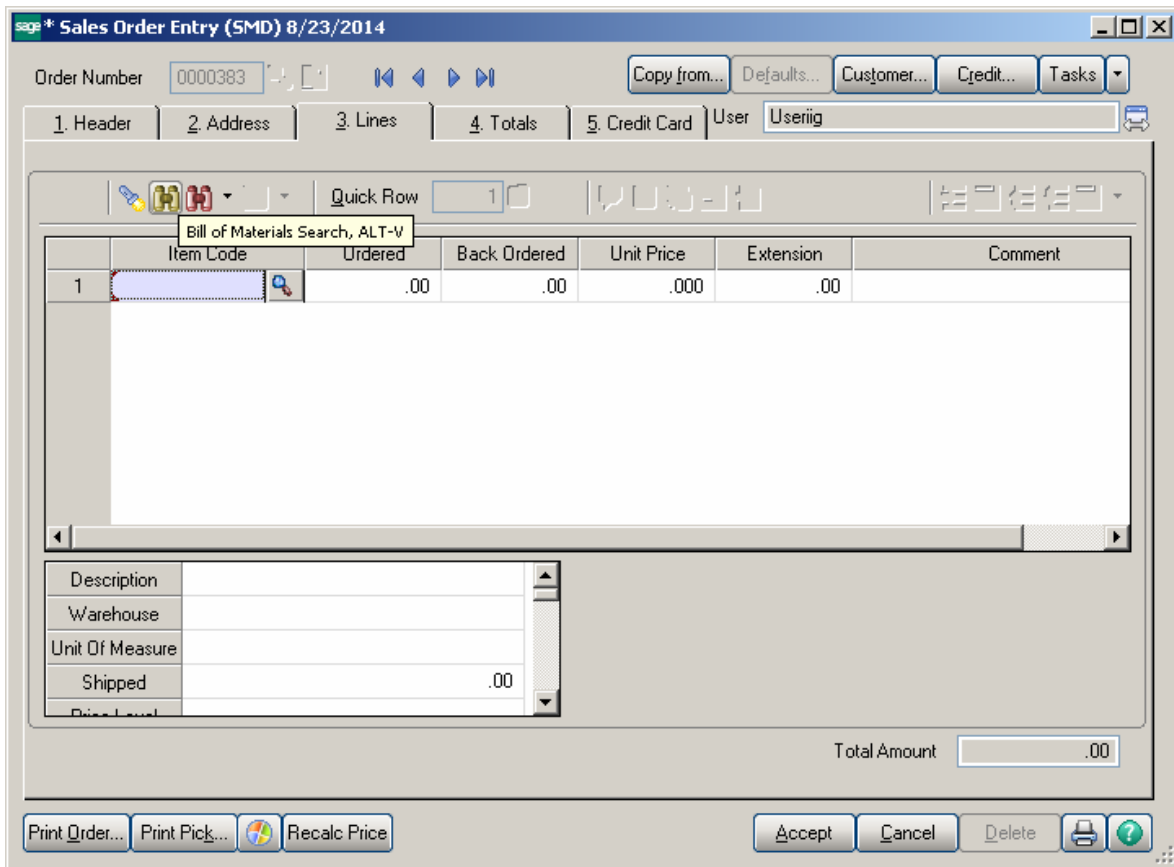 sage * Sales Order Entry (SMD) 8/23/2014
Order Number 0000383 Copy from... Defaults... Customer... Credit... Tasks
1. Header 2. Address 3. Lines 4. Totals 5. Credit Card User Useriig
Quick Row 1
Bill of Materials Search, ALT-V
Item Code Ordered Back Ordered Unit Price Extension Comment
1 .00 .00 .000 .00
Description
Warehouse
Unit Of Measure
Shipped .00
Price Level
Total Amount .00
Print Order... Print Pick... Recalc Price Accept Cancel Delete